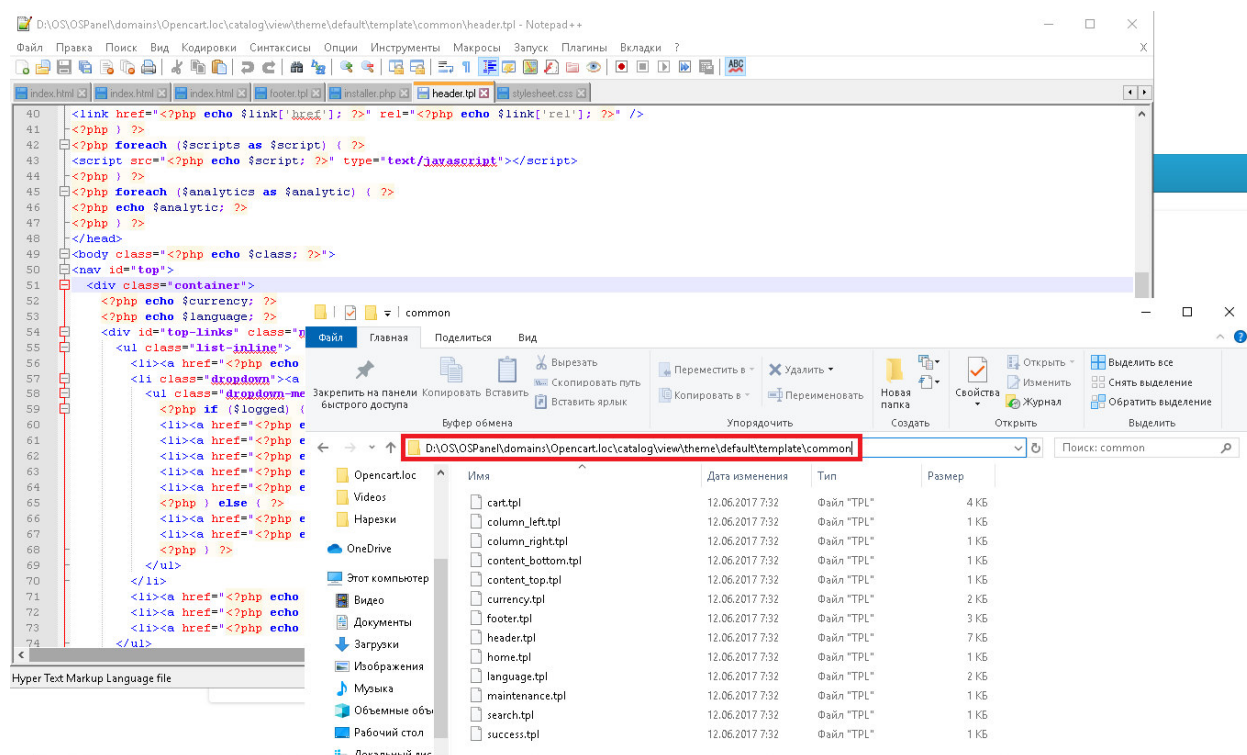 D:\OS\OSPanel\domains\Opencart.loc\catalog\view\theme\default\template\common\header.tpl - Notepad++
Файл Правка Поиск Вид Кодировки Синтаксисы Опции Инструменты Макросы Запуск Плагины Вкладки ? X
index.html index.html index.html footer.tpl installer.php header.tpl stylesheet.css
40 <link href="<?php echo $link['href']; ?>" rel="<?php echo $link['rel']; ?>" />
41 <?php } ?>
42 <?php foreach ($scripts as $script) { ?>
43 <script src="<?php echo $script; ?>" type="text/javascript"></script>
44 <?php } ?>
45 <?php foreach ($analytics as $analytic) { ?>
46 <?php echo $analytic; ?>
47 <?php } ?>
48 </head>
49 <body class="<?php echo $class; ?>">
50 <nav id="top">
51 <div class="container">
52 <?php echo $currency; ?>
53 <?php echo $language; ?>
54 <div id="top-links" class="
55 <ul class="list-inline">
56 <li><a href="<?php echo
57 <li class="dropdown"><a
58 <ul class="dropdown-me
59 <?php if ($logged) {
60 <li><a href="<?php e
61 <li><a href="<?php e
62 <li><a href="<?php e
63 <li><a href="<?php e
64 <li><a href="<?php e
65 <?php } else { ?>
66 <li><a href="<?php e
67 <li><a href="<?php e
68 <?php } ?>
69 </ul>
70 </li>
71 <li><a href="<?php echo
72 <li><a href="<?php echo
73 <li><a href="<?php echo
74 </ul>
Hyper Text Markup Language file
common
Файл Главная Поделиться Вид
Закрепить на панели быстрого доступа
Копировать Вставить
Вырезать
Скопировать путь
Вставить ярлык
Переместить в
Копировать в
Удалить
Переименовать
Новая папка
Свойства
Открыть
Изменить
Журнал
Выделить все
Снять выделение
Обратить выделение
Буфер обмена Упорядочить Создать Открыть Выделить
D:\OS\OSPanel\domains\Opencart.loc\catalog\view\theme\default\template\common
Поиск: common
Opencart.loc
Videos
Нарезки
OneDrive
Этот компьютер
Видео
Документы
Загрузки
Изображения
Музыка
Объемные объ
Рабочий стол
Локальный дис
Имя Дата изменения Тип Размер
cart.tpl 12.06.2017 7:32 Файл "TPL" 4 КБ
column_left.tpl 12.06.2017 7:32 Файл "TPL" 1 КБ
column_right.tpl 12.06.2017 7:32 Файл "TPL" 1 КБ
content_bottom.tpl 12.06.2017 7:32 Файл "TPL" 1 КБ
content_top.tpl 12.06.2017 7:32 Файл "TPL" 1 КБ
currency.tpl 12.06.2017 7:32 Файл "TPL" 2 КБ
footer.tpl 12.06.2017 7:32 Файл "TPL" 3 КБ
header.tpl 12.06.2017 7:32 Файл "TPL" 7 КБ
home.tpl 12.06.2017 7:32 Файл "TPL" 1 КБ
language.tpl 12.06.2017 7:32 Файл "TPL" 2 КБ
maintenance.tpl 12.06.2017 7:32 Файл "TPL" 1 КБ
search.tpl 12.06.2017 7:32 Файл "TPL" 1 КБ
success.tpl 12.06.2017 7:32 Файл "TPL" 1 КБ